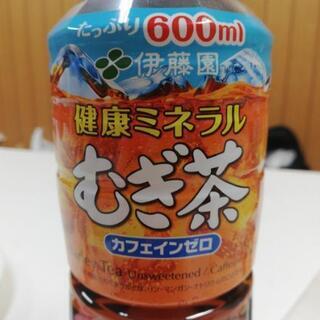 たっぷり600ml
伊藤園
健康ミネラル
むぎ茶
カフェインゼロ
Tea Unsweetened /